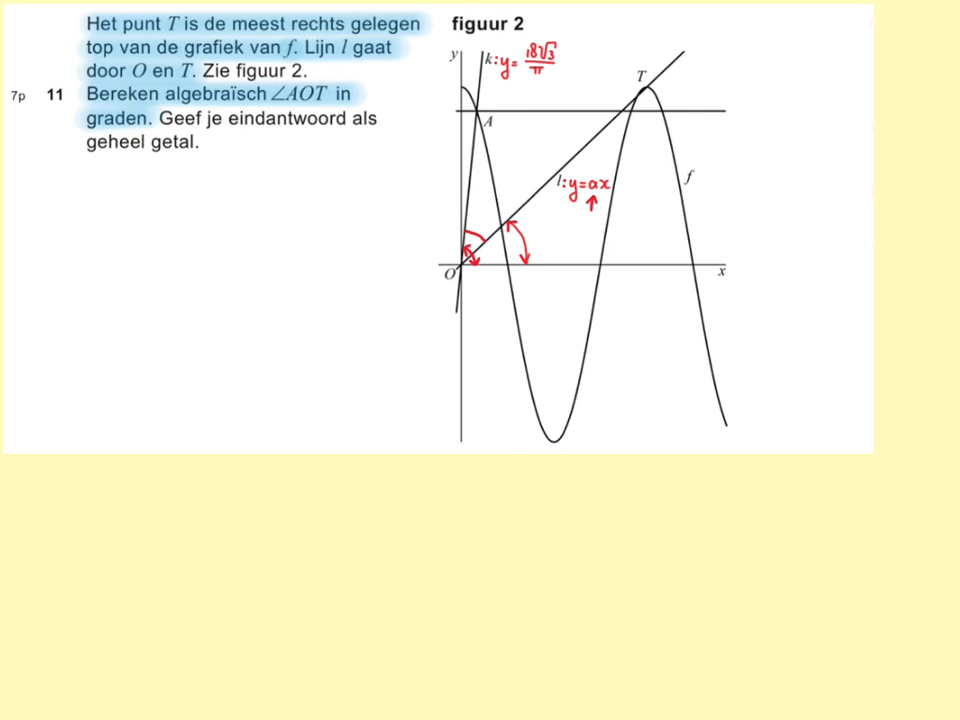 Het punt T is de meest rechts gelegen
top van de grafiek van f. Lijn l gaat
door O en T. Zie figuur 2.
7p 11 Bereken algebraïsch ∠AOT in
graden. Geef je eindantwoord als
geheel getal.
figuur 2
y
k: y = 18√3/π
T
A
l: y = ax
f
O
x